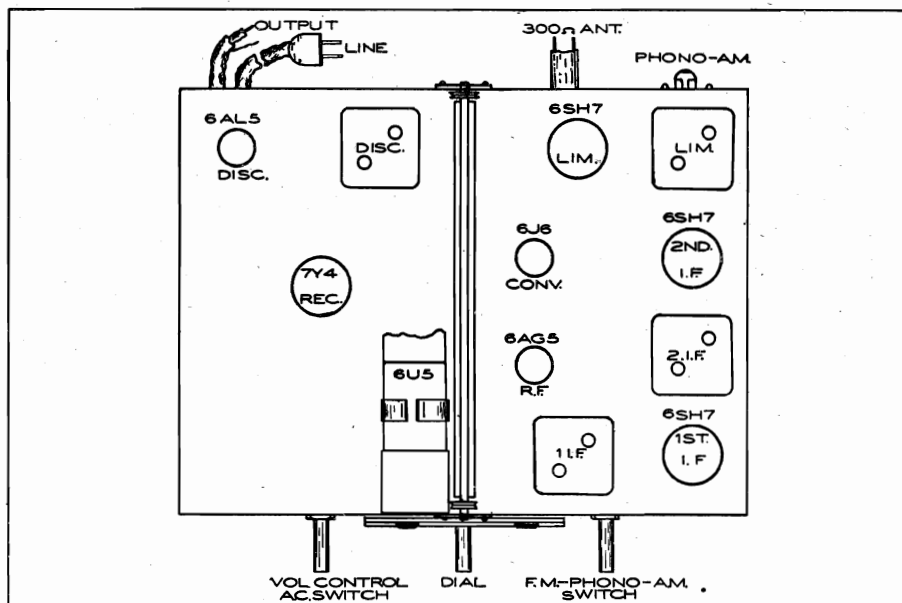 OUTPUT
LINE
300Ω ANT.
PHONO-AM.
6AL5
DISC.
DISC.
6SH7
LIM.
LIM.
7Y4
REC.
6J6
CONV.
6SH7
2ND.
I.F
6U5
6AG5
R.F.
2.I.F.
1 I.F.
6SH7
1ST.
I.F
VOL CONTROL
A.C. SWITCH
DIAL
F.M.-PHONO-AM.
SWITCH